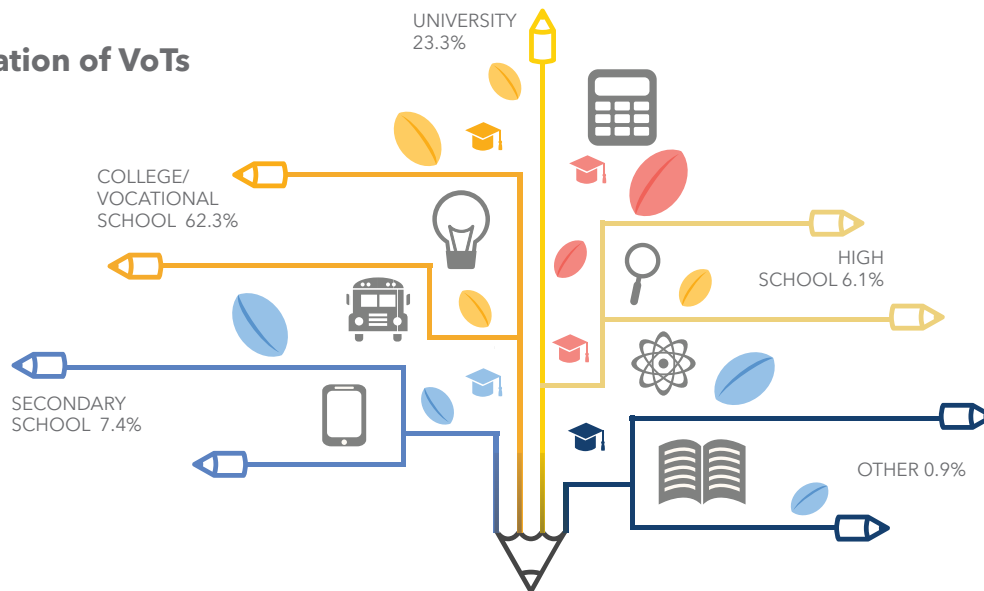 UNIVERSITY
23.3%
ation of VoTs
COLLEGE/
VOCATIONAL
SCHOOL 62.3%
HIGH
SCHOOL 6.1%
SECONDARY
SCHOOL 7.4%
OTHER 0.9%